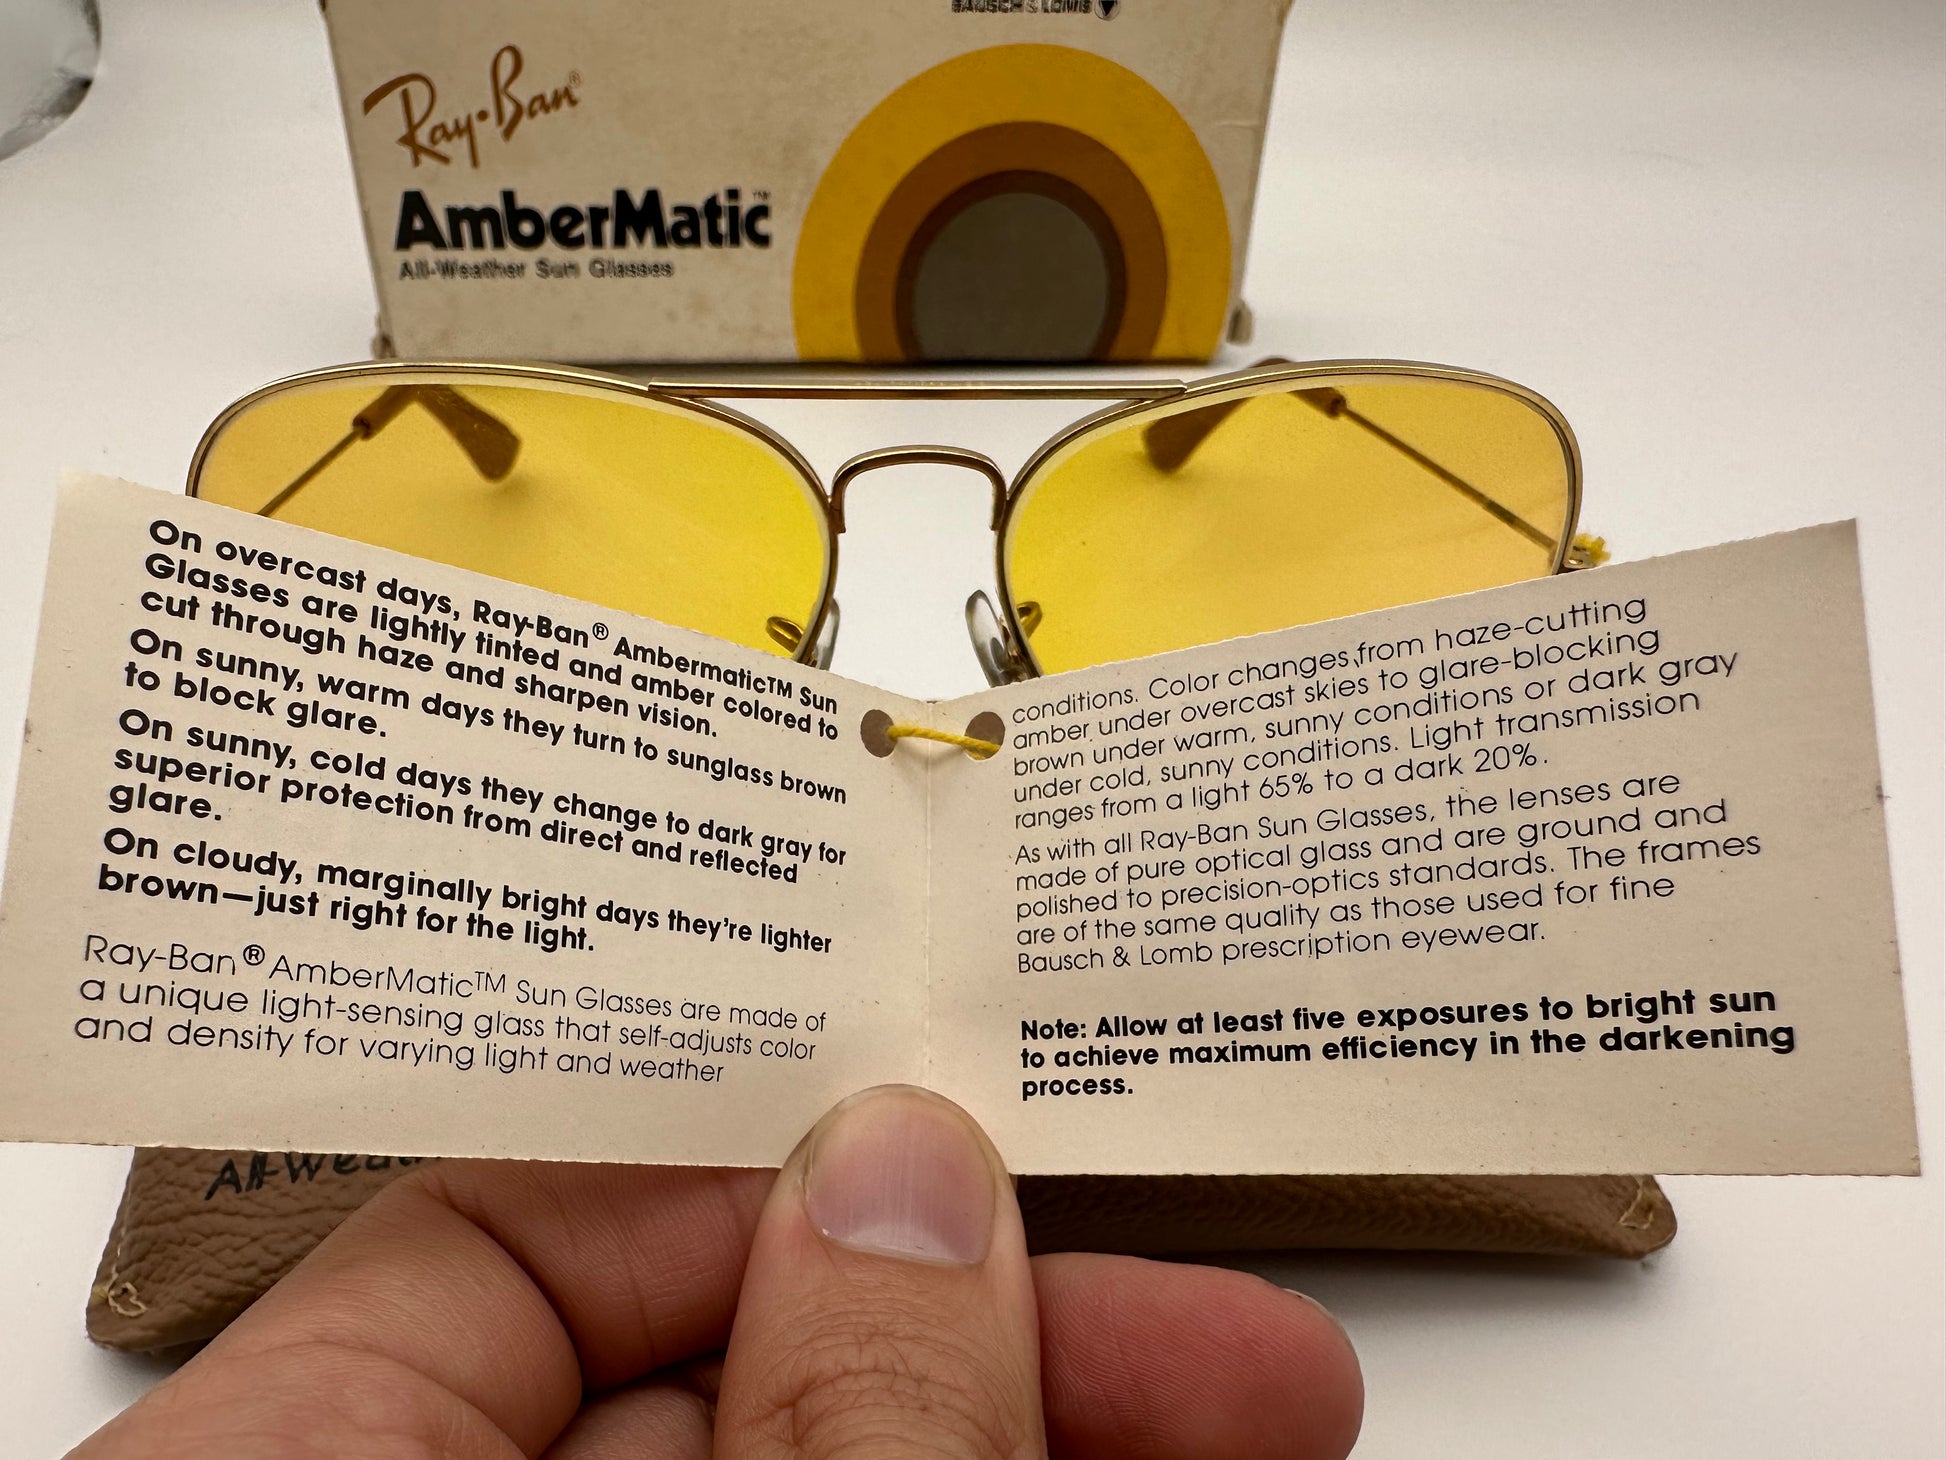 BAUSCH & LOMB
Ray-Ban®
AmberMatic™
All-Weather Sun Glasses
On overcast days, Ray-Ban® Ambermatic™ Sun
Glasses are lightly tinted and amber colored to
cut through haze and sharpen vision.
On sunny, warm days they turn to sunglass brown
to block glare.
On sunny, cold days they change to dark gray for
superior protection from direct and reflected
glare.
On cloudy, marginally bright days they're lighter
brown—just right for the light.
Ray-Ban® AmberMatic™ Sun Glasses are made of
a unique light-sensing glass that self-adjusts color
and density for varying light and weather
conditions. Color changes from haze-cutting
amber under overcast skies to glare-blocking
brown under warm, sunny conditions or dark gray
under cold, sunny conditions. Light transmission
ranges from a light 65% to a dark 20%.
As with all Ray-Ban Sun Glasses, the lenses are
made of pure optical glass and are ground and
polished to precision-optics standards. The frames
are of the same quality as those used for fine
Bausch & Lomb prescription eyewear.
Note: Allow at least five exposures to bright sun
to achieve maximum efficiency in the darkening
process.